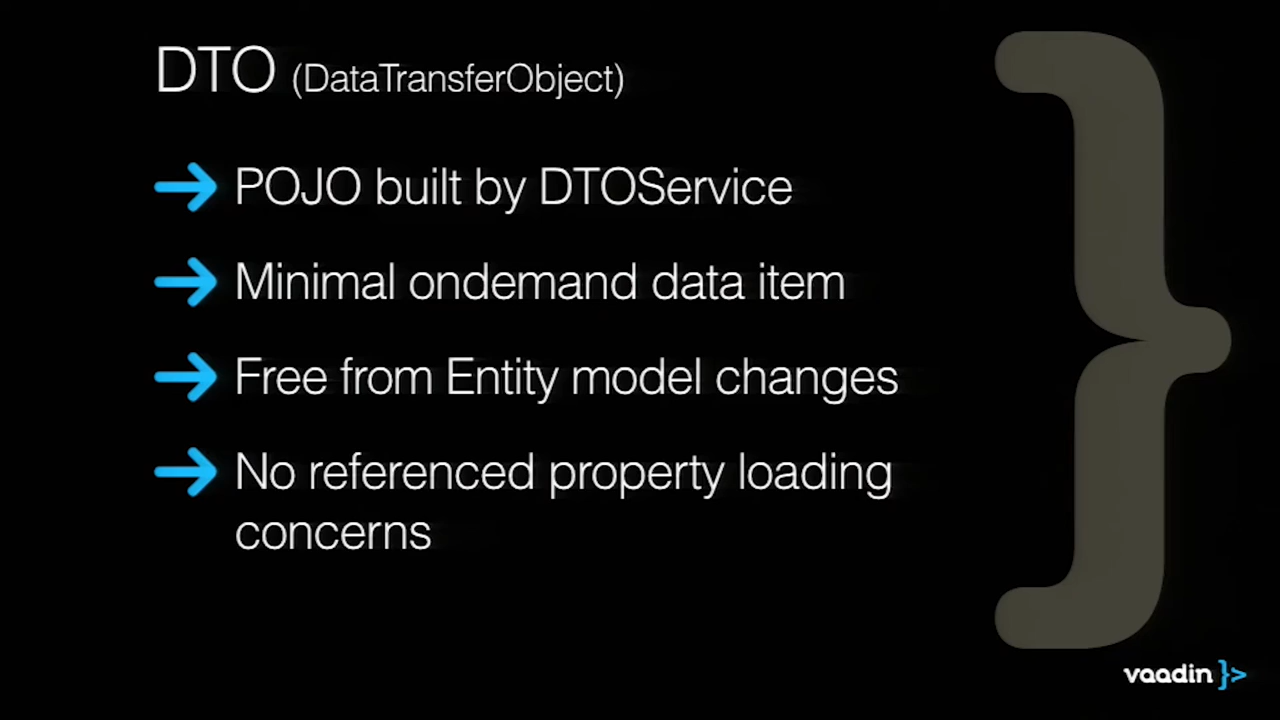 DTO (DataTransferObject)
POJO built by DTOService
Minimal ondemand data item
Free from Entity model changes
No referenced property loading
concerns
vaadin }>